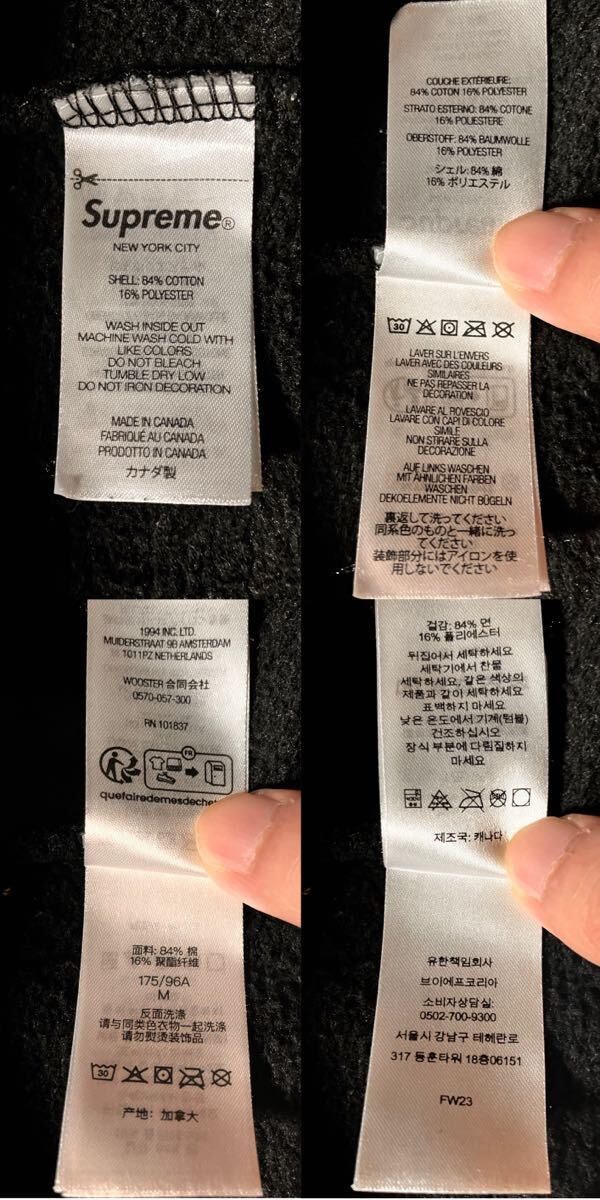 Supreme®
NEW YORK CITY
SHELL: 84% COTTON
16% POLYESTER
WASH INSIDE OUT
MACHINE WASH COLD WITH
LIKE COLORS
DO NOT BLEACH
TUMBLE DRY LOW
DO NOT IRON DECORATION
MADE IN CANADA
FABRIQUÉ AU CANADA
PRODOTTO IN CANADA
カナダ製
COUCHE EXTÉRIEURE:
84% COTON 16% POLYESTER
STRATO ESTERNO: 84% COTONE
16% POLIESTERE
OBERSTOFF: 84% BAUMWOLLE
16% POLYESTER
シェル: 84% 綿
16% ポリエステル
30
LAVER SUR L'ENVERS
LAVER AVEC DES COULEURS
SIMILAIRES
NE PAS REPASSER LA
DÉCORATION
LAVARE AL ROVESCIO
LAVARE CON CAPI DI COLORE
SIMILE
NON STIRARE SULLA
DECORAZIONE
AUF LINKS WASCHEN
MIT ÄHNLICHEN FARBEN
WASCHEN
DEKOELEMENTE NICHT BÜGELN
裏返して洗ってください
同系色のものと一緒に洗っ
てください
装飾部分にはアイロンを使
用しないでください
1994 INC. LTD.
MUIDERSTRAAT 9B AMSTERDAM
1011PZ NETHERLANDS
WOOSTER 合同会社
0570-057-300
RN 101837
FR
quefairedemesdeche
面料: 84% 棉
16% 聚酯纤维
175/96A
M
反面洗涤
请与同类色衣物一起洗涤
请勿熨烫装饰品
30
产地: 加拿大
겉감: 84% 면
16% 폴리에스터
뒤집어서 세탁하세요
세탁기에서 찬물
세탁하세요, 같은 색상의
제품과 같이 세탁하세요
표백하지 마세요
낮은 온도에서 기계(텀블)
건조하십시오
장식 부분에 다림질하지
마세요
제조국: 캐나다
유한책임회사
브이에프코리아
소비자상담실:
0502-700-9300
서울시 강남구 테헤란로
317 동훈타워 18층06151
FW23